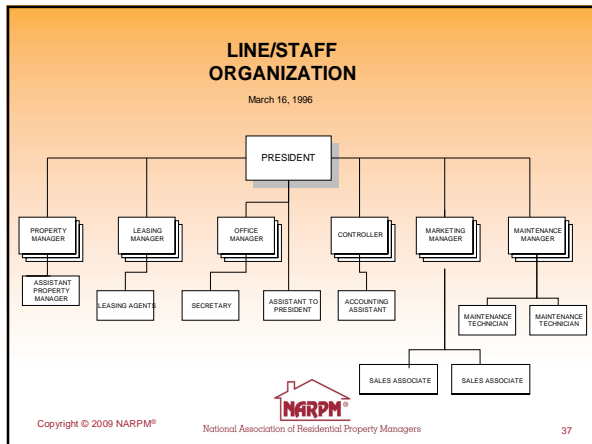 LINE/STAFF
ORGANIZATION
March 16, 1996
PRESIDENT
PROPERTY
MANAGER
LEASING
MANAGER
OFFICE
MANAGER
CONTROLLER
MARKETING
MANAGER
MAINTENANCE
MANAGER
ASSISTANT
PROPERTY
MANAGER
LEASING AGENTS
SECRETARY
ASSISTANT TO
PRESIDENT
ACCOUNTING
ASSISTANT
MAINTENANCE
TECHNICIAN
MAINTENANCE
TECHNICIAN
SALES ASSOCIATE
SALES ASSOCIATE
NARPM®
Copyright © 2009 NARPM®
National Association of Residential Property Managers
37